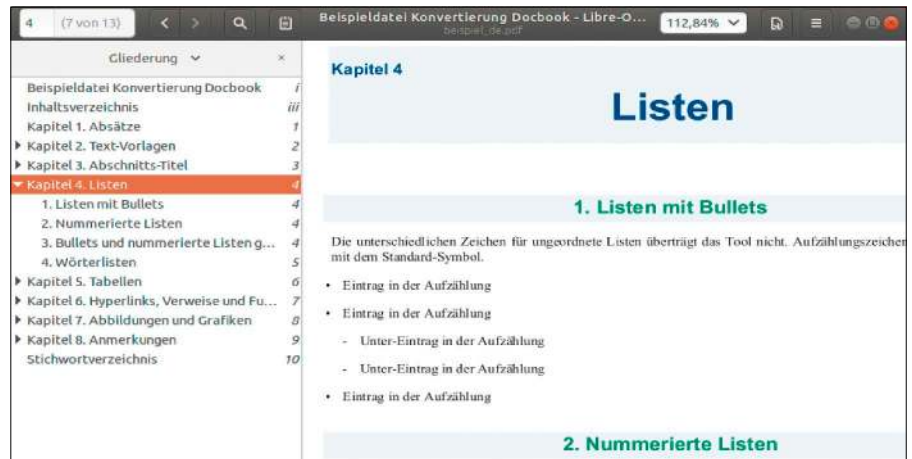 4 (7 von 13)
Beispieldatei Konvertierung Docbook - Libre-O...
beispiel_de.pdf
112,84%
Gliederung
Beispieldatei Konvertierung Docbook i
Inhaltsverzeichnis iii
Kapitel 1. Absätze 1
Kapitel 2. Text-Vorlagen 2
Kapitel 3. Abschnitts-Titel 3
Kapitel 4. Listen 4
1. Listen mit Bullets 4
2. Nummerierte Listen 4
3. Bullets und nummerierte Listen g... 4
4. Wörterlisten 5
Kapitel 5. Tabellen 6
Kapitel 6. Hyperlinks, Verweise und Fu... 7
Kapitel 7. Abbildungen und Grafiken 8
Kapitel 8. Anmerkungen 9
Stichwortverzeichnis 10
Kapitel 4
Listen
1. Listen mit Bullets
Die unterschiedlichen Zeichen für ungeordnete Listen überträgt das Tool nicht. Aufzählungszeichen
mit dem Standard-Symbol.
• Eintrag in der Aufzählung
• Eintrag in der Aufzählung
- Unter-Eintrag in der Aufzählung
- Unter-Eintrag in der Aufzählung
• Eintrag in der Aufzählung
2. Nummerierte Listen